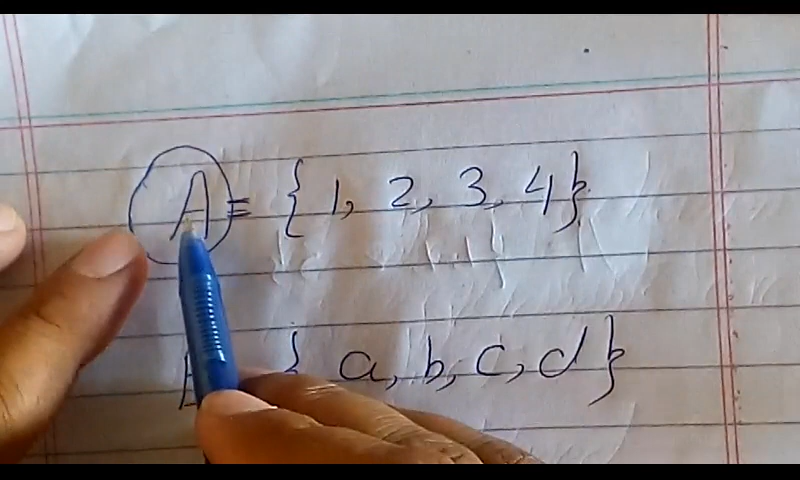 A = {1, 2, 3, 4}
{ a, b, c, d}